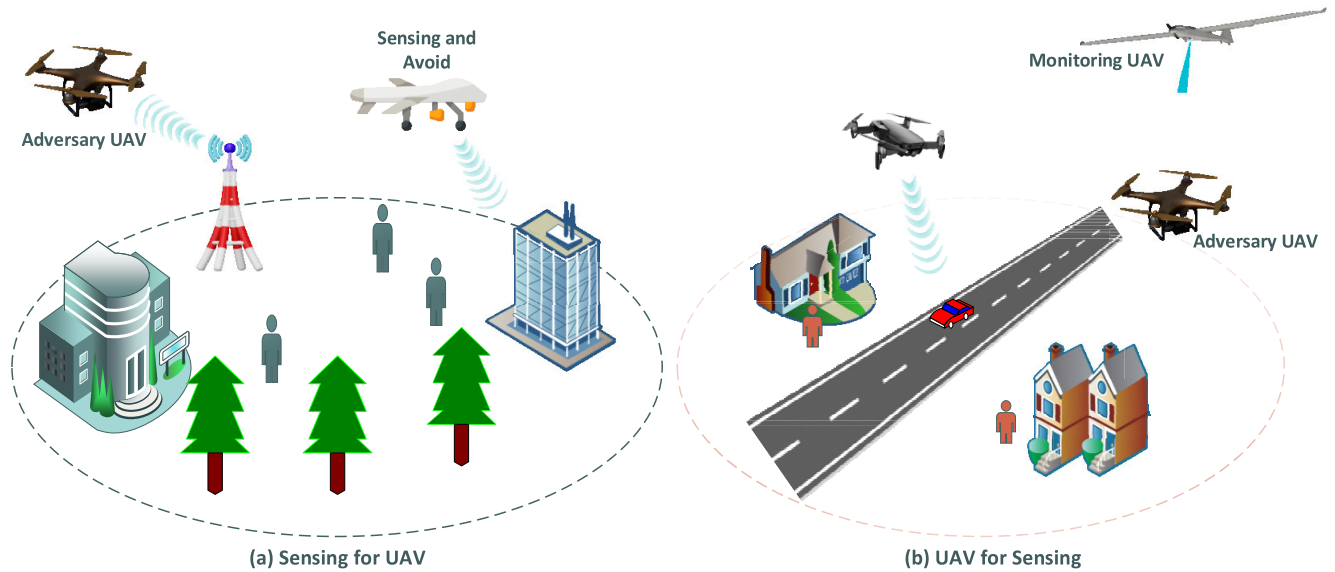 Sensing and
Avoid
Adversary UAV
(a) Sensing for UAV
Monitoring UAV
Adversary UAV
(b) UAV for Sensing